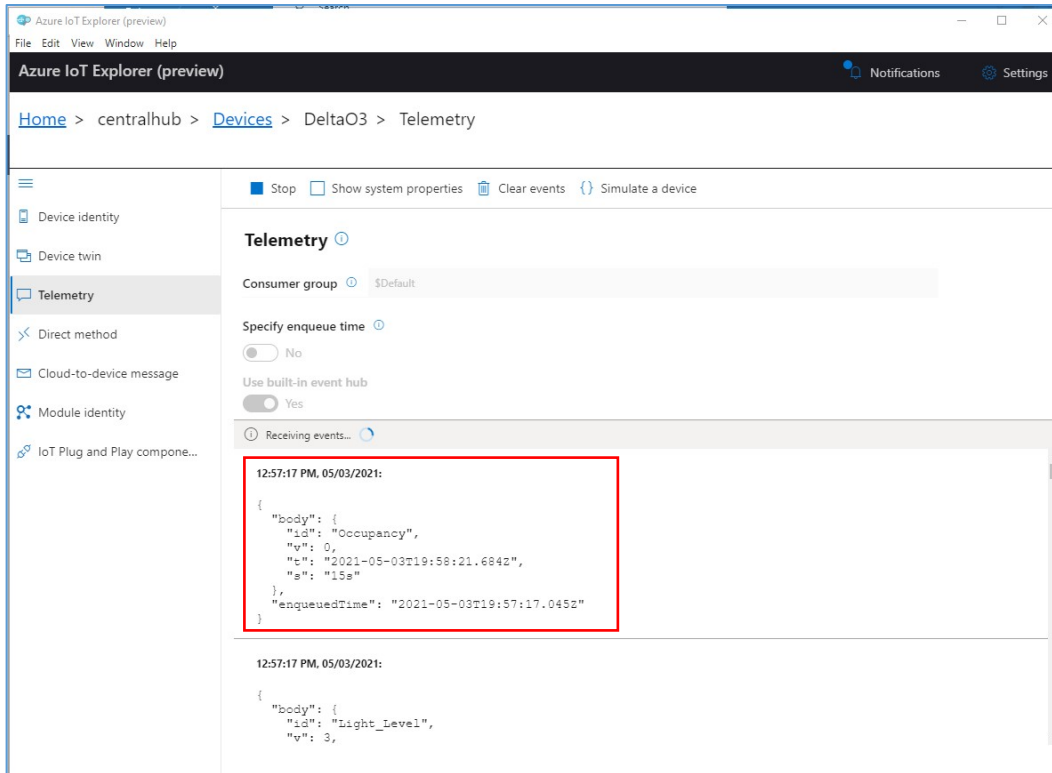 Search
Azure IoT Explorer (preview)
File Edit View Window Help
Azure IoT Explorer (preview)
Notifications
Settings
Home > centralhub > Devices > DeltaO3 > Telemetry
Stop Show system properties Clear events {} Simulate a device
Device identity
Device twin
Telemetry
Direct method
Cloud-to-device message
Module identity
IoT Plug and Play compone...
Telemetry
Consumer group $Default
Specify enqueue time
No
Use built-in event hub
Yes
Receiving events...
12:57:17 PM, 05/03/2021:
{
"body": {
"id": "Occupancy",
"v": 0,
"t": "2021-05-03T19:58:21.684Z",
"s": "15s"
},
"enqueuedTime": "2021-05-03T19:57:17.045Z"
}
12:57:17 PM, 05/03/2021:
{
"body": {
"id": "Light_Level",
"v": 3,